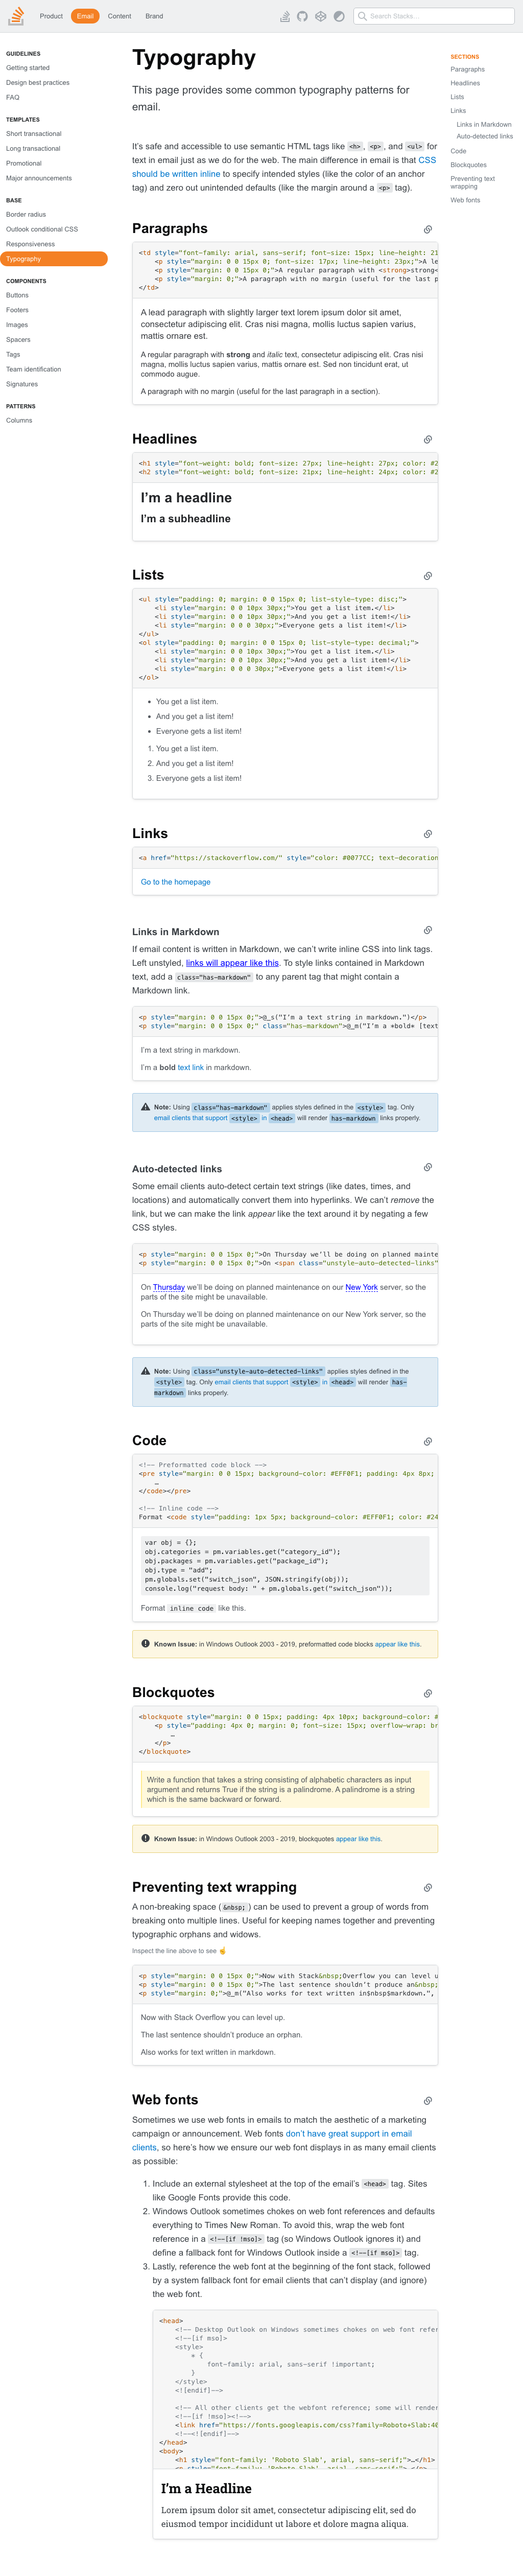 Product Email Content Brand
Search Stacks…
GUIDELINES
Getting started
Design best practices
FAQ
TEMPLATES
Short transactional
Long transactional
Promotional
Major announcements
BASE
Border radius
Outlook conditional CSS
Responsiveness
Typography
COMPONENTS
Buttons
Footers
Images
Spacers
Tags
Team identification
Signatures
PATTERNS
Columns
Typography
This page provides some common typography patterns for
email.
It's safe and accessible to use semantic HTML tags like <h>, <p>, and <ul> for
text in email just as we do for the web. The main difference in email is that CSS
should be written inline to specify intended styles (like the color of an anchor
tag) and zero out unintended defaults (like the margin around a <p> tag).
Paragraphs
<td style="font-family: arial, sans-serif; font-size: 15px; line-height: 21
<p style="margin: 0 0 15px 0; font-size: 17px; line-height: 23px;">A le
<p style="margin: 0 0 15px 0;">A regular paragraph with <strong>strong<
<p style="margin: 0;">A paragraph with no margin (useful for the last p
</td>
A lead paragraph with slightly larger text lorem ipsum dolor sit amet,
consectetur adipiscing elit. Cras nisi magna, mollis luctus sapien varius,
mattis ornare est.
A regular paragraph with strong and italic text, consectetur adipiscing elit. Cras nisi
magna, mollis luctus sapien varius, mattis ornare est. Sed non tincidunt erat, ut
commodo augue.
A paragraph with no margin (useful for the last paragraph in a section).
Headlines
<h1 style="font-weight: bold; font-size: 27px; line-height: 27px; color: #2
<h2 style="font-weight: bold; font-size: 21px; line-height: 24px; color: #2
I'm a headline
I'm a subheadline
Lists
<ul style="padding: 0; margin: 0 0 15px 0; list-style-type: disc;">
<li style="margin: 0 0 10px 30px;">You get a list item.</li>
<li style="margin: 0 0 10px 30px;">And you get a list item!</li>
<li style="margin: 0 0 0 30px;">Everyone gets a list item!</li>
</ul>
<ol style="padding: 0; margin: 0 0 15px 0; list-style-type: decimal;">
<li style="margin: 0 0 10px 30px;">You get a list item.</li>
<li style="margin: 0 0 10px 30px;">And you get a list item!</li>
<li style="margin: 0 0 0 30px;">Everyone gets a list item!</li>
</ol>
• You get a list item.
• And you get a list item!
• Everyone gets a list item!
1. You get a list item.
2. And you get a list item!
3. Everyone gets a list item!
Links
<a href="https://stackoverflow.com/" style="color: #0077CC; text-decoration
Go to the homepage
Links in Markdown
If email content is written in Markdown, we can't write inline CSS into link tags.
Left unstyled, links will appear like this. To style links contained in Markdown
text, add a class="has-markdown" to any parent tag that might contain a
Markdown link.
<p style="margin: 0 0 15px 0;">@_s("I'm a text string in markdown.")</p>
<p style="margin: 0 0 15px 0;" class="has-markdown">@_m("I'm a *bold* [text
I'm a text string in markdown.
I'm a bold text link in markdown.
Note: Using class="has-markdown" applies styles defined in the <style> tag. Only
email clients that support <style> in <head> will render has-markdown links properly.
Auto-detected links
Some email clients auto-detect certain text strings (like dates, times, and
locations) and automatically convert them into hyperlinks. We can't remove the
link, but we can make the link appear like the text around it by negating a few
CSS styles.
<p style="margin: 0 0 15px 0;">On Thursday we'll be doing on planned mainte
<p style="margin: 0 0 15px 0;">On <span class="unstyle-auto-detected-links"
On Thursday we'll be doing on planned maintenance on our New York server, so the
parts of the site might be unavailable.
On Thursday we'll be doing on planned maintenance on our New York server, so the
parts of the site might be unavailable.
Note: Using class="unstyle-auto-detected-links" applies styles defined in the
<style> tag. Only email clients that support <style> in <head> will render has-
markdown links properly.
Code
<!-- Preformatted code block -->
<pre style="margin: 0 0 15px; background-color: #EFF0F1; padding: 4px 8px;
…
</code></pre>
<!-- Inline code -->
Format <code style="padding: 1px 5px; background-color: #EFF0F1; color: #24
var obj = {};
obj.categories = pm.variables.get("category_id");
obj.packages = pm.variables.get("package_id");
obj.type = "add";
pm.globals.set("switch_json", JSON.stringify(obj));
console.log("request body: " + pm.globals.get("switch_json"));
Format inline code like this.
Known Issue: in Windows Outlook 2003 - 2019, preformatted code blocks appear like this.
Blockquotes
<blockquote style="margin: 0 0 15px; padding: 4px 10px; background-color: #
<p style="padding: 4px 0; margin: 0; font-size: 15px; overflow-wrap: br
…
</p>
</blockquote>
Write a function that takes a string consisting of alphabetic characters as input
argument and returns True if the string is a palindrome. A palindrome is a string
which is the same backward or forward.
Known Issue: in Windows Outlook 2003 - 2019, blockquotes appear like this.
Preventing text wrapping
A non-breaking space (&nbsp;) can be used to prevent a group of words from
breaking onto multiple lines. Useful for keeping names together and preventing
typographic orphans and widows.
Inspect the line above to see ☝
<p style="margin: 0 0 15px 0;">Now with Stack&nbsp;Overflow you can level u
<p style="margin: 0 0 15px 0;">The last sentence shouldn't produce an&nbsp;
<p style="margin: 0;">@_m("Also works for text written in$nbsp$markdown.",
Now with Stack Overflow you can level up.
The last sentence shouldn't produce an orphan.
Also works for text written in markdown.
Web fonts
Sometimes we use web fonts in emails to match the aesthetic of a marketing
campaign or announcement. Web fonts don't have great support in email
clients, so here's how we ensure our web font displays in as many email clients
as possible:
1. Include an external stylesheet at the top of the email's <head> tag. Sites
like Google Fonts provide this code.
2. Windows Outlook sometimes chokes on web font references and defaults
everything to Times New Roman. To avoid this, wrap the web font
reference in a <!--[if !mso]> tag (so Windows Outlook ignores it) and
define a fallback font for Windows Outlook inside a <!--[if mso]> tag.
3. Lastly, reference the web font at the beginning of the font stack, followed
by a system fallback font for email clients that can't display (and ignore)
the web font.
<head>
<!-- Desktop Outlook on Windows sometimes chokes on web font refer
<!--[if mso]>
<style>
* {
font-family: arial, sans-serif !important;
}
</style>
<![endif]-->
<!-- All other clients get the webfont reference; some will render
<!--[if !mso]><!-->
<link href="https://fonts.googleapis.com/css?family=Roboto+Slab:40
<!--<![endif]-->
</head>
<body>
<h1 style="font-family: 'Roboto Slab', arial, sans-serif;">…</h1>
<p style="font-family: 'Roboto Slab', arial, sans-serif;">…</p>
I'm a Headline
Lorem ipsum dolor sit amet, consectetur adipiscing elit, sed do
eiusmod tempor incididunt ut labore et dolore magna aliqua.
SECTIONS
Paragraphs
Headlines
Lists
Links
Links in Markdown
Auto-detected links
Code
Blockquotes
Preventing text
wrapping
Web fonts